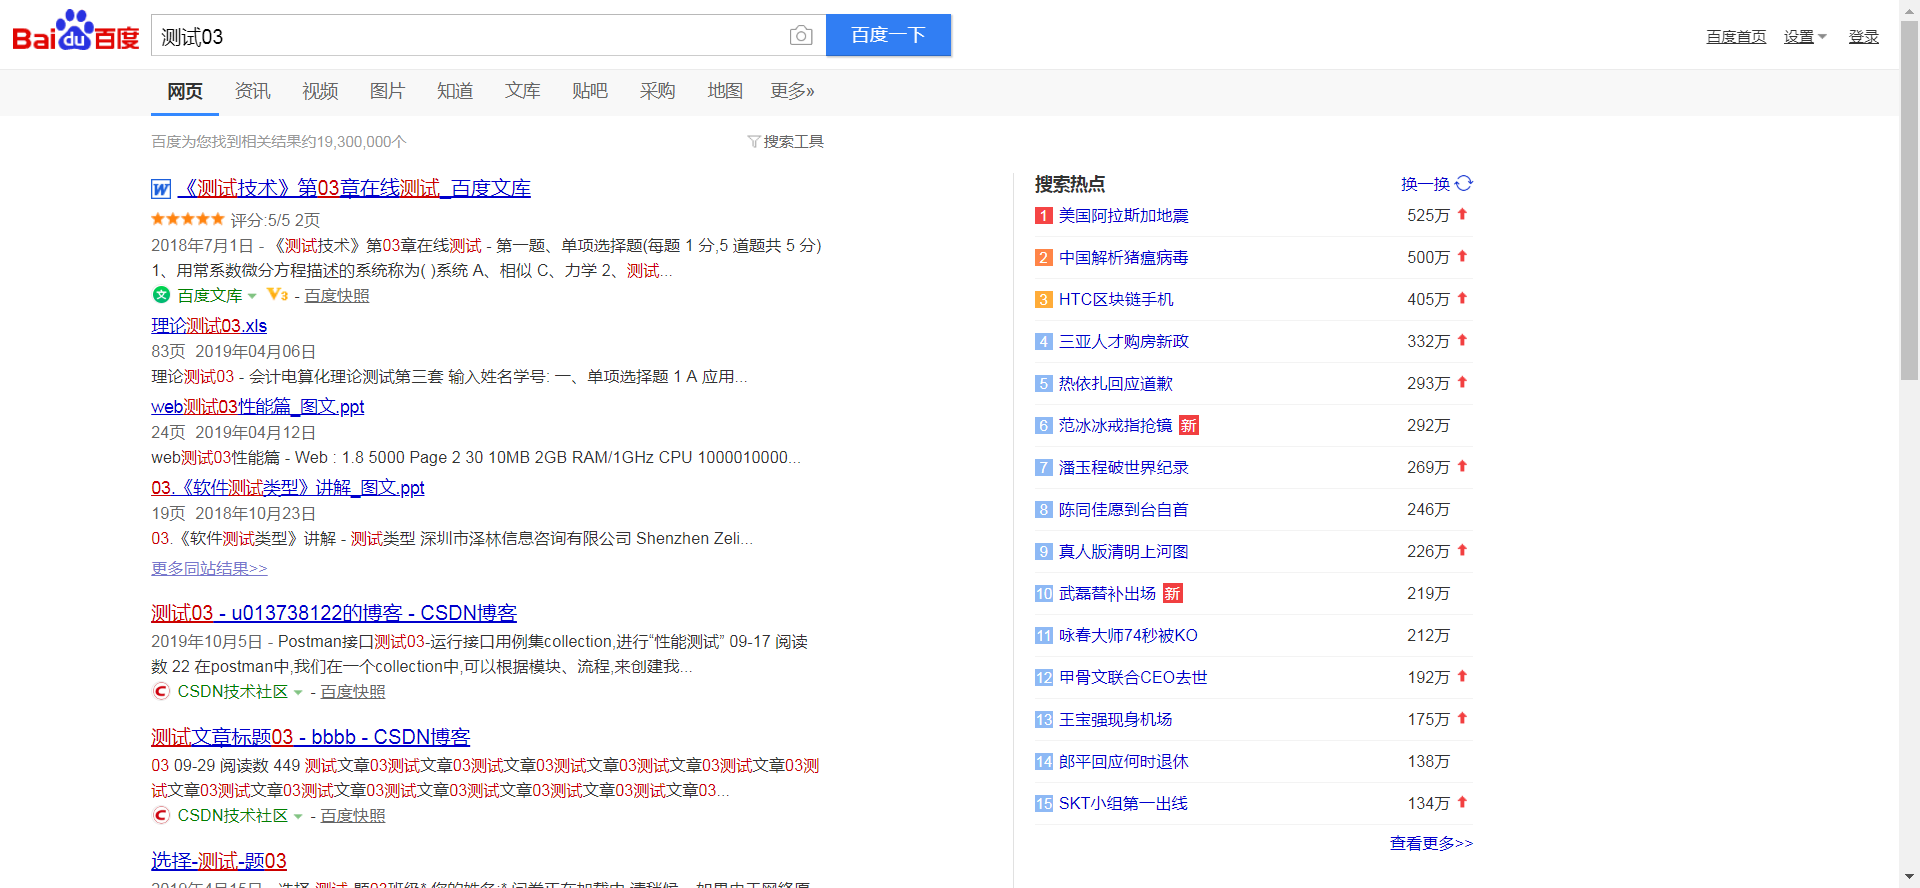 Bai du 百度
测试03
百度一下
百度首页 设置 登录
网页 资讯 视频 图片 知道 文库 贴吧 采购 地图 更多»
百度为您找到相关结果约19,300,000个
搜索工具
W 《测试技术》第03章在线测试_百度文库
评分:5/5 2页
2018年7月1日 - 《测试技术》第03章在线测试 - 第一题、单项选择题(每题 1 分,5 道题共 5 分)
1、用常系数微分方程描述的系统称为( )系统 A、相似 C、力学 2、测试...
文 百度文库 V3 - 百度快照
理论测试03.xls
83页 2019年04月06日
理论测试03 - 会计电算化理论测试第三套 输入姓名学号: 一、单项选择题 1 A 应用...
web测试03性能篇_图文.ppt
24页 2019年04月12日
web测试03性能篇 - Web : 1.8 5000 Page 2 30 10MB 2GB RAM/1GHz CPU 1000010000...
03.《软件测试类型》讲解_图文.ppt
19页 2018年10月23日
03.《软件测试类型》讲解 - 测试类型 深圳市泽林信息咨询有限公司 Shenzhen Zeli...
更多同站结果>>
测试03 - u013738122的博客 - CSDN博客
2019年10月5日 - Postman接口测试03-运行接口用例集collection,进行“性能测试” 09-17 阅读
数 22 在postman中,我们在一个collection中,可以根据模块、流程,来创建我...
C CSDN技术社区 - 百度快照
测试文章标题03 - bbbb - CSDN博客
03 09-29 阅读数 449 测试文章03测试文章03测试文章03测试文章03测试文章03测试文章03测
试文章03测试文章03测试文章03测试文章03测试文章03测试文章03测试文章03...
C CSDN技术社区 - 百度快照
选择-测试-题03
搜索热点 换一换
1 美国阿拉斯加地震 525万
2 中国解析猪瘟病毒 500万
3 HTC区块链手机 405万
4 三亚人才购房新政 332万
5 热依扎回应道歉 293万
6 范冰冰戒指抢镜 新 292万
7 潘玉程破世界纪录 269万
8 陈同佳愿到台自首 246万
9 真人版清明上河图 226万
10 武磊替补出场 新 219万
11 咏春大师74秒被KO 212万
12 甲骨文联合CEO去世 192万
13 王宝强现身机场 175万
14 郎平回应何时退休 138万
15 SKT小组第一出线 134万
查看更多>>